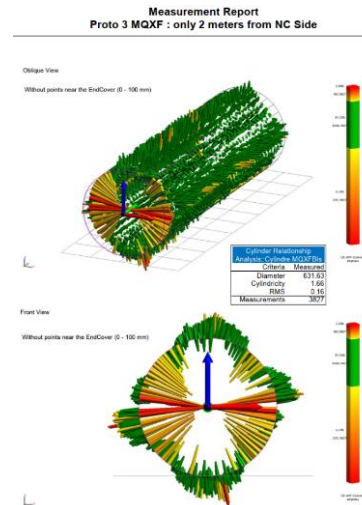 Measurement Report
Proto 3 MQXF : only 2 meters from NC Side
Oblique View
Without points near the EndCover (0 - 100 mm)
Cylinder Relationship
Analysis: Cylindre MQXFBis
Criteria Measured
Diameter 631.63
Cylindricity 1.66
RMS 0.16
Measurements 3827
Front View
Without points near the EndCover (0 - 100 mm)